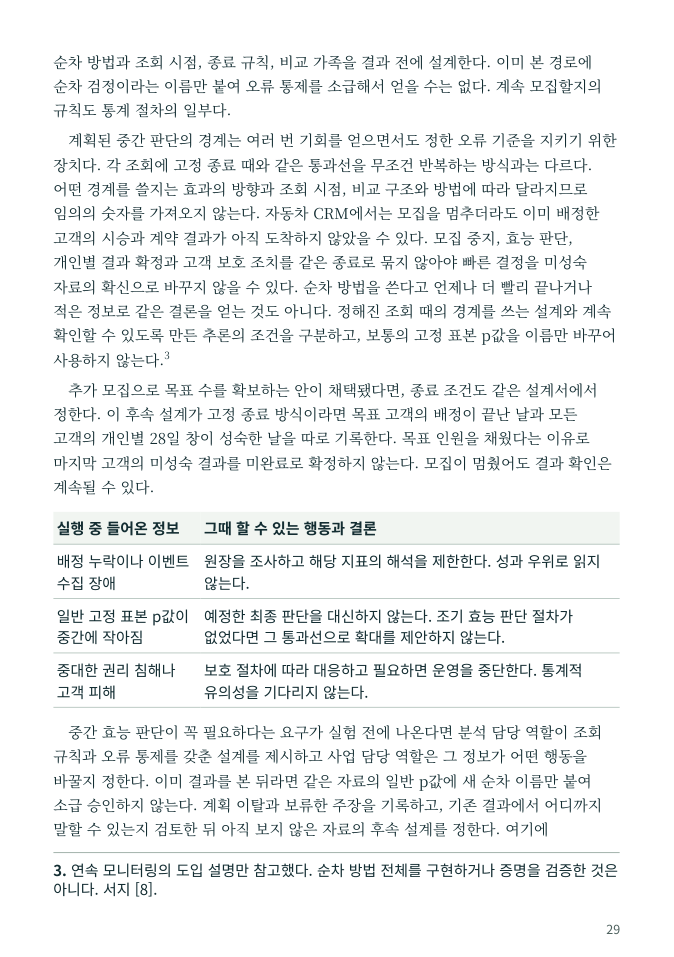 순차 방법과 조회 시점, 종료 규칙, 비교 가족을 결과 전에 설계한다. 이미 본 경로에
순차 검정이라는 이름만 붙여 오류 통제를 소급해서 얻을 수는 없다. 계속 모집할지의
규칙도 통계 절차의 일부다.
계획된 중간 판단의 경계는 여러 번 기회를 얻으면서도 정한 오류 기준을 지키기 위한
장치다. 각 조회에 고정 종료 때와 같은 통과선을 무조건 반복하는 방식과는 다르다.
어떤 경계를 쓸지는 효과의 방향과 조회 시점, 비교 구조와 방법에 따라 달라지므로
임의의 숫자를 가져오지 않는다. 자동차 CRM에서는 모집을 멈추더라도 이미 배정한
고객의 시승과 계약 결과가 아직 도착하지 않았을 수 있다. 모집 중지, 효능 판단,
개인별 결과 확정과 고객 보호 조치를 같은 종료로 묶지 않아야 빠른 결정을 미성숙
자료의 확신으로 바꾸지 않을 수 있다. 순차 방법을 쓴다고 언제나 더 빨리 끝나거나
적은 정보로 같은 결론을 얻는 것도 아니다. 정해진 조회 때의 경계를 쓰는 설계와 계속
확인할 수 있도록 만든 추론의 조건을 구분하고, 보통의 고정 표본 p값을 이름만 바꾸어
사용하지 않는다.3
추가 모집으로 목표 수를 확보하는 안이 채택됐다면, 종료 조건도 같은 설계서에서
정한다. 이 후속 설계가 고정 종료 방식이라면 목표 고객의 배정이 끝난 날과 모든
고객의 개인별 28일 창이 성숙한 날을 따로 기록한다. 목표 인원을 채웠다는 이유로
마지막 고객의 미성숙 결과를 미완료로 확정하지 않는다. 모집이 멈췄어도 결과 확인은
계속될 수 있다.
실행 중 들어온 정보 그때 할 수 있는 행동과 결론
배정 누락이나 이벤트 원장을 조사하고 해당 지표의 해석을 제한한다. 성과 우위로 읽지
수집 장애 않는다.
일반 고정 표본 p값이 예정한 최종 판단을 대신하지 않는다. 조기 효능 판단 절차가
중간에 작아짐 없었다면 그 통과선으로 확대를 제안하지 않는다.
중대한 권리 침해나 보호 절차에 따라 대응하고 필요하면 운영을 중단한다. 통계적
고객 피해 유의성을 기다리지 않는다.
중간 효능 판단이 꼭 필요하다는 요구가 실험 전에 나온다면 분석 담당 역할이 조회
규칙과 오류 통제를 갖춘 설계를 제시하고 사업 담당 역할은 그 정보가 어떤 행동을
바꿀지 정한다. 이미 결과를 본 뒤라면 같은 자료의 일반 p값에 새 순차 이름만 붙여
소급 승인하지 않는다. 계획 이탈과 보류한 주장을 기록하고, 기존 결과에서 어디까지
말할 수 있는지 검토한 뒤 아직 보지 않은 자료의 후속 설계를 정한다. 여기에
3. 연속 모니터링의 도입 설명만 참고했다. 순차 방법 전체를 구현하거나 증명을 검증한 것은
아니다. 서지 [8].
29